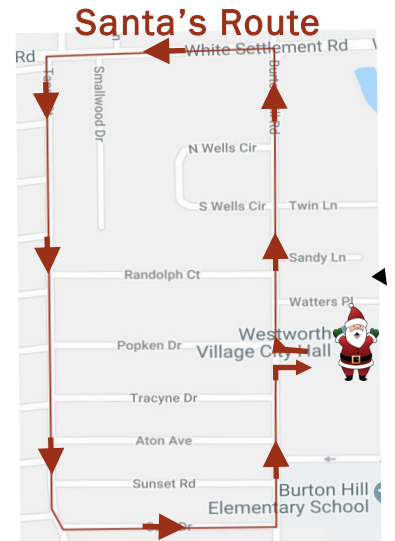 Santa's Route
Rd
White Settlement Rd
Smallwood Dr
N Wells Cir
S Wells Cir
Twin Ln
Sandy Ln
Randolph Ct
Watters Pl
Westworth
Village City Hall
Popken Dr
Tracyne Dr
Aton Ave
Sunset Rd
Burton Hill
Elementary School
Dr